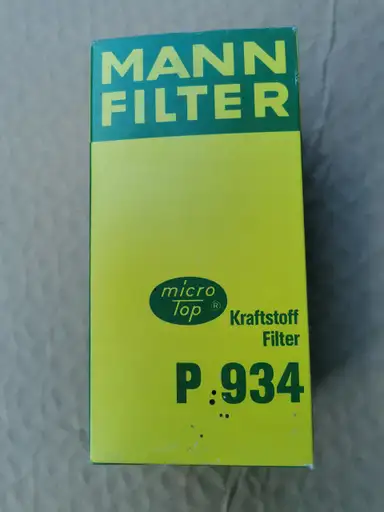 MANN
FILTER
micro
Top ®
Kraftstoff
Filter
P 934